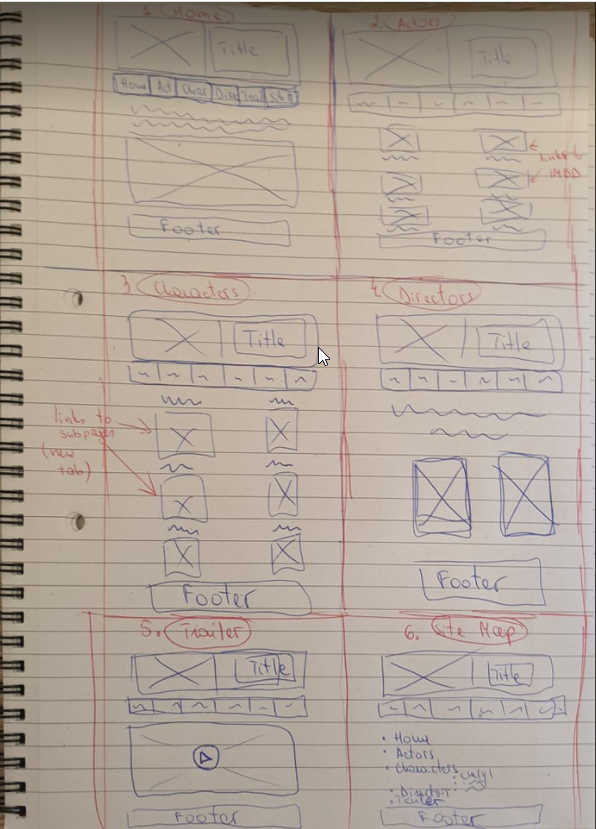 1. Home
Title
Home
Act
Char
Dire
Trai
Site M
Footer
2. Actors
Title
links to
IMDD
Footer
3. Characters
Title
links to
subpages
(new
tab)
Footer
4. Directors
Title
Footer
5. Trailer
Title
Footer
6. Site Map
Title
• Home
• Actors
• Characters
• Directors
• Trailer
Footer